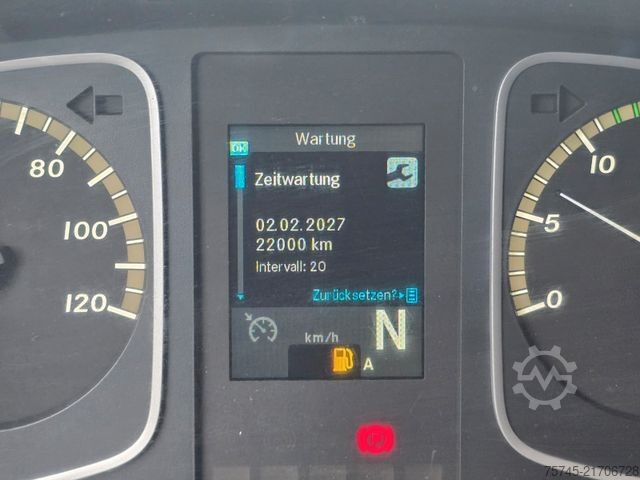 Wartung
OK
Zeitwartung
02.02.2027
22000 km
Intervall: 20
Zurücksetzen?
km/h
N
A
80
100
120
10
5
0
75745-21706728